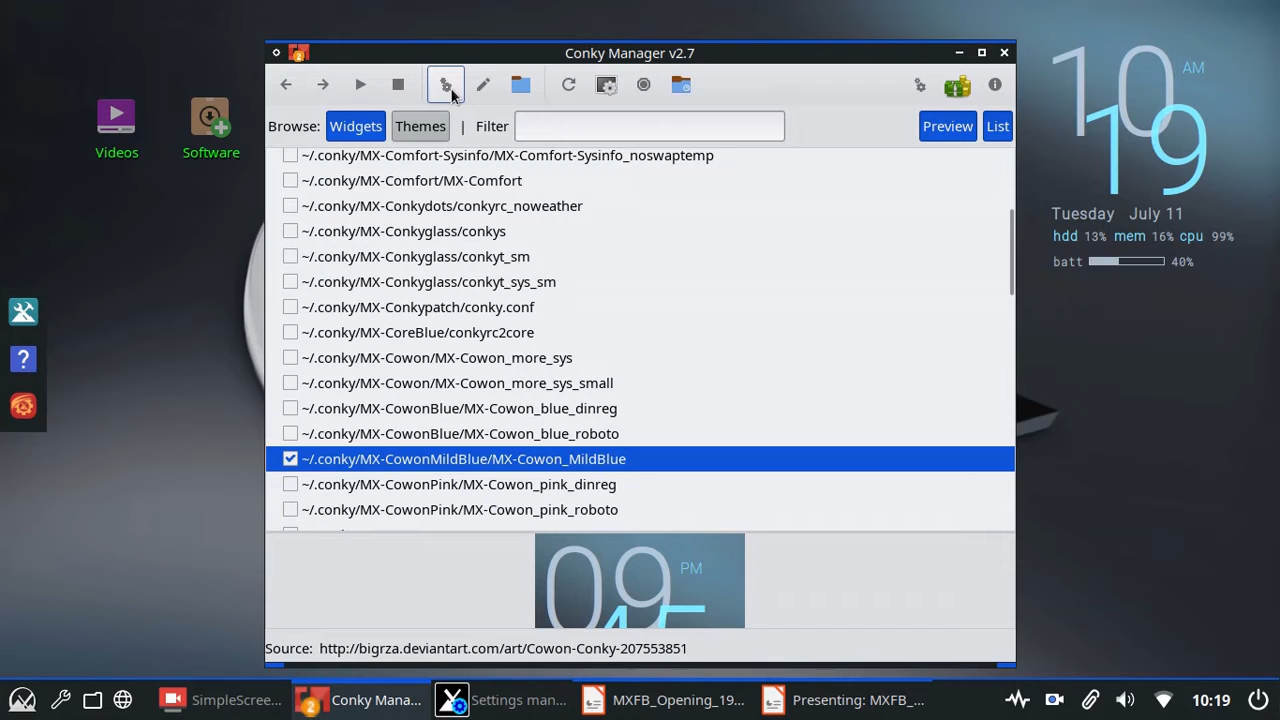 Conky Manager v2.7
Browse: Widgets Themes | Filter Preview List
~/.conky/MX-Comfort-Sysinfo/MX-Comfort-Sysinfo_noswaptemp
~/.conky/MX-Comfort/MX-Comfort
~/.conky/MX-Conkydots/conkyrc_noweather
~/.conky/MX-Conkyglass/conkys
~/.conky/MX-Conkyglass/conkyt_sm
~/.conky/MX-Conkyglass/conkyt_sys_sm
~/.conky/MX-Conkypatch/conky.conf
~/.conky/MX-CoreBlue/conkyrc2core
~/.conky/MX-Cowon/MX-Cowon_more_sys
~/.conky/MX-Cowon/MX-Cowon_more_sys_small
~/.conky/MX-CowonBlue/MX-Cowon_blue_dinreg
~/.conky/MX-CowonBlue/MX-Cowon_blue_roboto
~/.conky/MX-CowonMildBlue/MX-Cowon_MildBlue
~/.conky/MX-CowonPink/MX-Cowon_pink_dinreg
~/.conky/MX-CowonPink/MX-Cowon_pink_roboto
09 PM
Source: http://bigrza.deviantart.com/art/Cowon-Conky-207553851
Videos
Software
10 AM
19
Tuesday July 11
hdd 13% mem 16% cpu 99%
batt 40%
SimpleScreen...
2 Conky Mana...
Settings man...
MXFB_Opening_19...
Presenting: MXFB_...
10:19